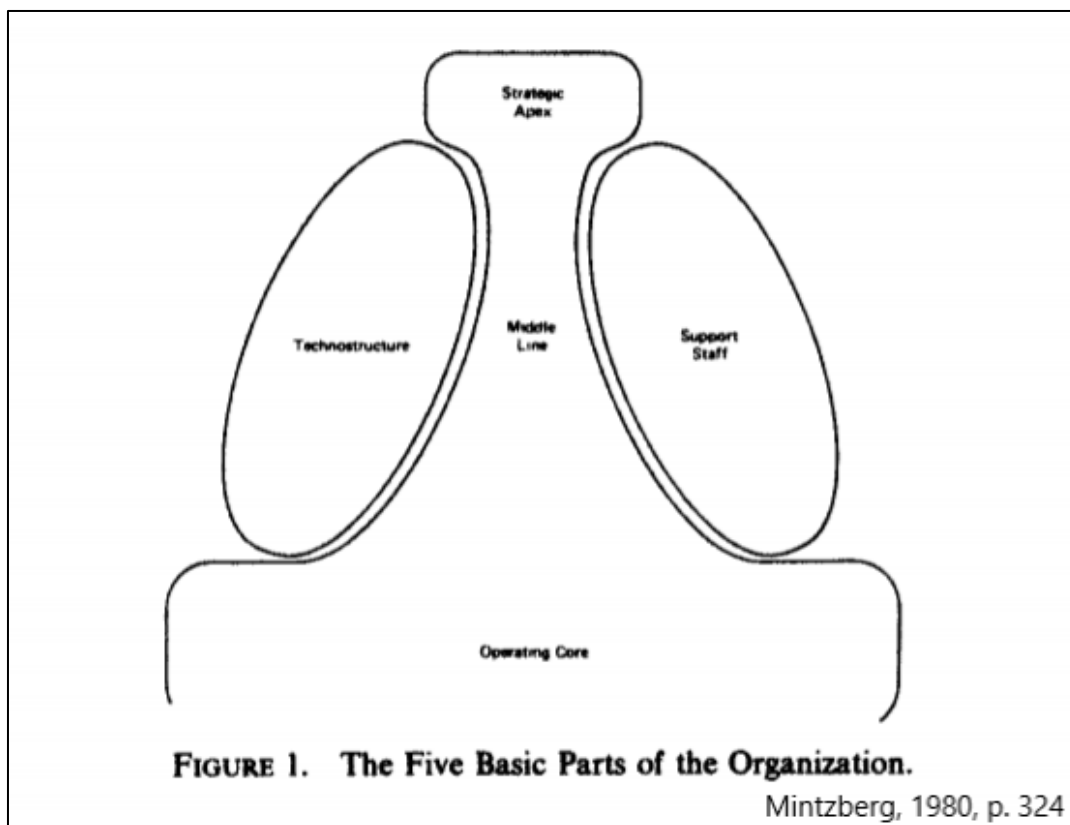 Strategic
Apex
Technostructure
Middle
Line
Support
Staff
Operating Core
FIGURE 1. The Five Basic Parts of the Organization.
Mintzberg, 1980, p. 324